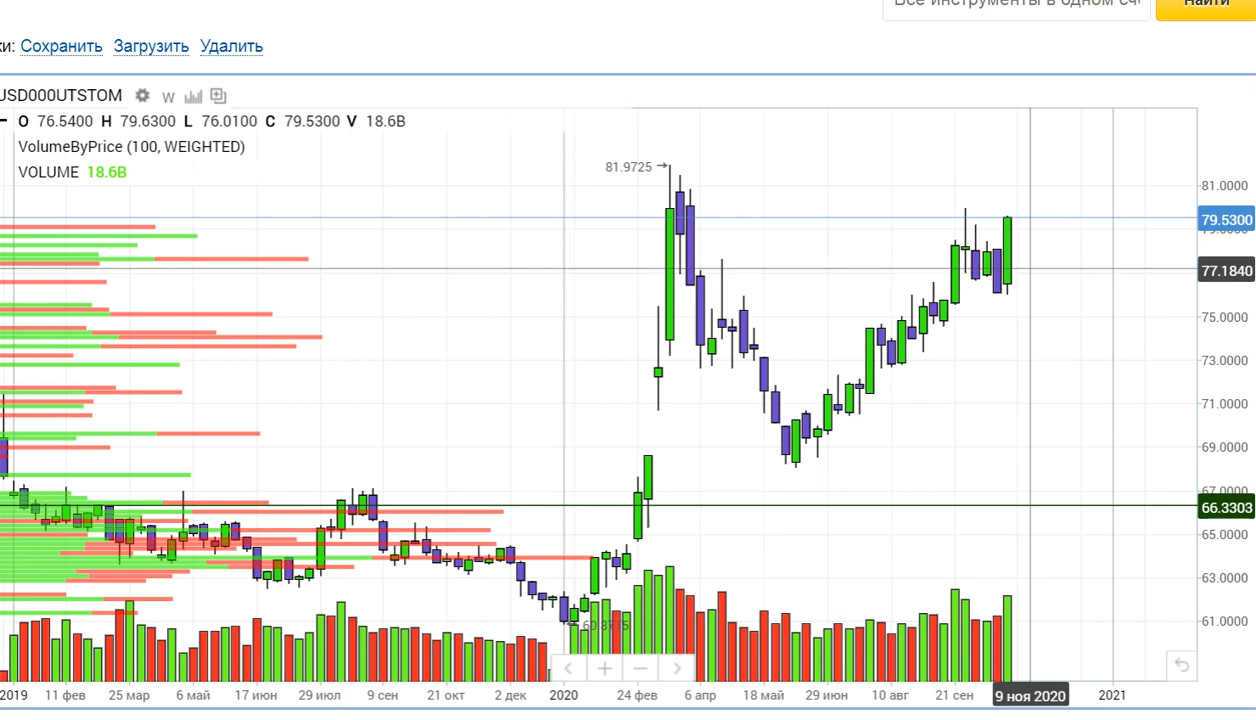 Все инструменты в одном сч
Найти
ки: Сохранить Загрузить Удалить
USD000UTSTOM W
O 76.5400 H 79.6300 L 76.0100 C 79.5300 V 18.6B
VolumeByPrice (100, WEIGHTED)
VOLUME 18.6B
81.9725
81.0000
79.5300
79.0000
77.1840
75.0000
73.0000
71.0000
69.0000
67.0000
66.3303
65.0000
63.0000
61.0000
60.8715
2019 11 фев 25 мар 6 май 17 июн 29 июл 9 сен 21 окт 2 дек 2020 24 фев 6 апр 18 май 29 июн 10 авг 21 сен 9 ноя 2020 2021